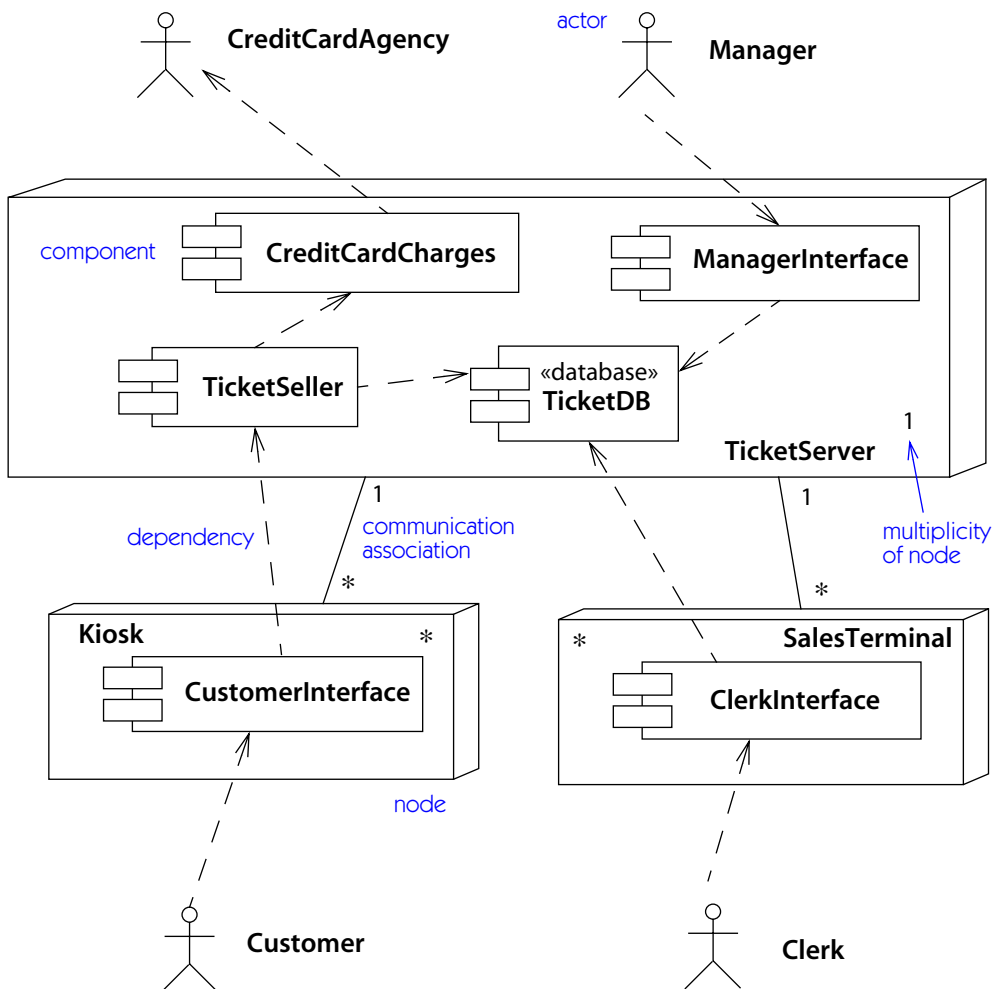 CreditCardAgency
actor
Manager
component
CreditCardCharges
ManagerInterface
TicketSeller
«database»
TicketDB
1
TicketServer
1
1
dependency
communication
association
multiplicity
of node
*
*
Kiosk
*
*
SalesTerminal
CustomerInterface
ClerkInterface
node
Customer
Clerk